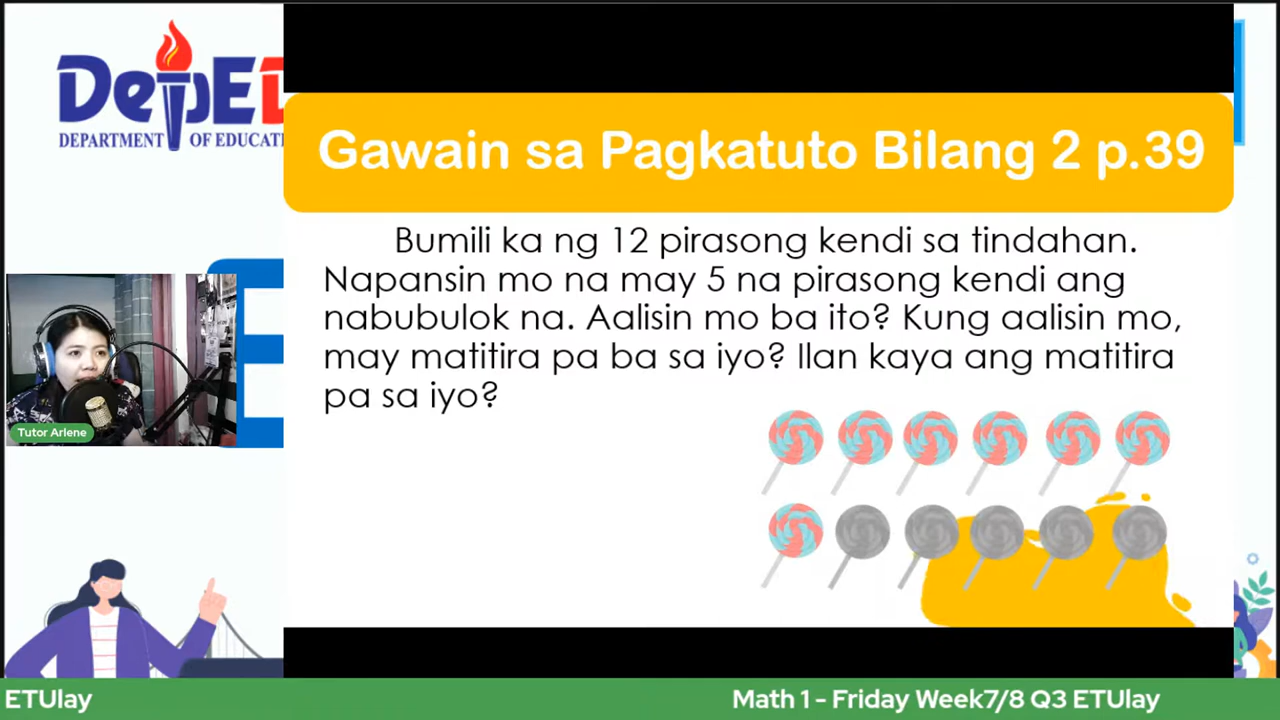 DepED
DEPARTMENT OF EDUCATI
Gawain sa Pagkatuto Bilang 2 p.39
Bumili ka ng 12 pirasong kendi sa tindahan.
Napansin mo na may 5 na pirasong kendi ang
nabubulok na. Aalisin mo ba ito? Kung aalisin mo,
may matitira pa ba sa iyo? Ilan kaya ang matitira
pa sa iyo?
Tutor Arlene
E
ETUlay
Math 1 - Friday Week7/8 Q3 ETUlay